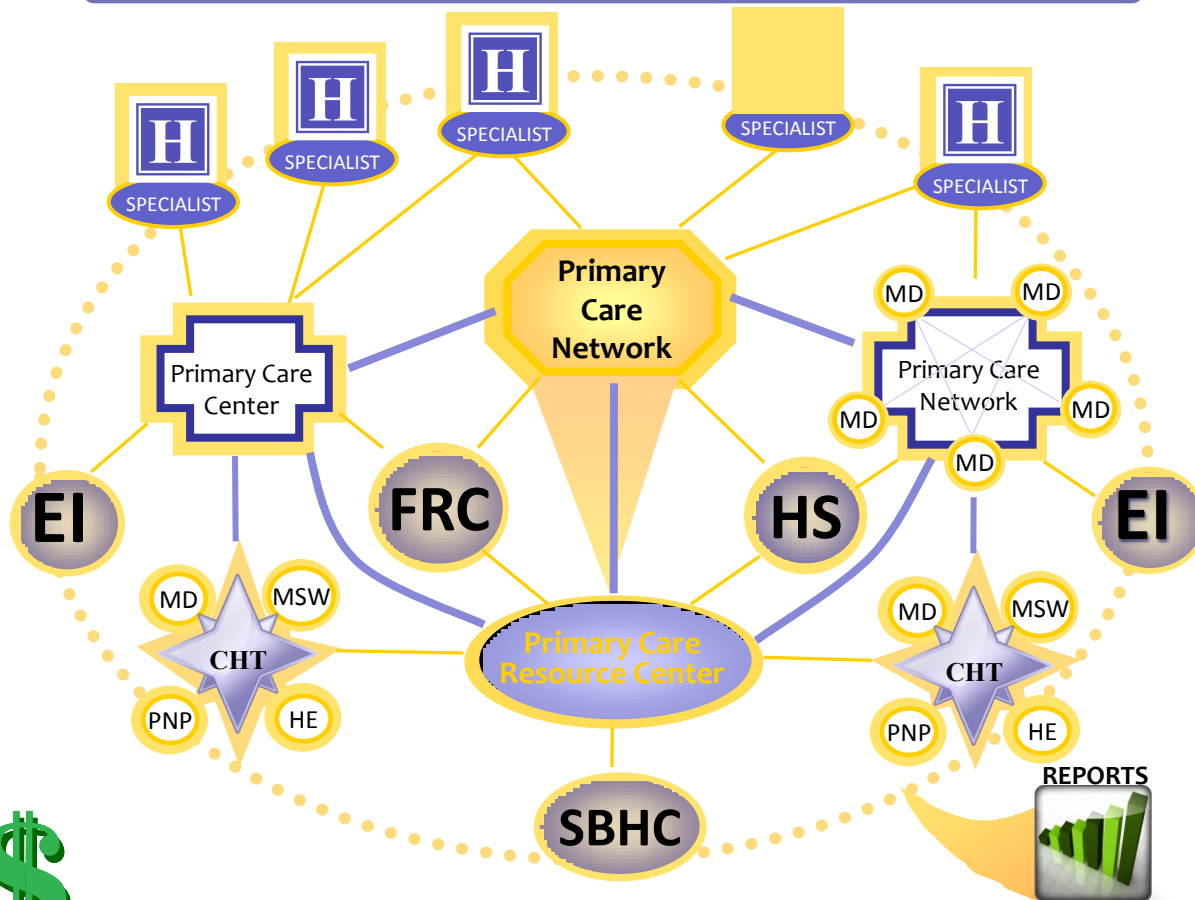 H
H
H
H
SPECIALIST
SPECIALIST
SPECIALIST
SPECIALIST
SPECIALIST
Primary
Care
Network
MD
MD
Primary Care
Center
Primary Care
Network
MD
MD
MD
EI
FRC
HS
EI
MD
MSW
CHT
PNP
HE
Primary Care
Resource Center
MD
MSW
CHT
PNP
HE
SBHC
REPORTS
$